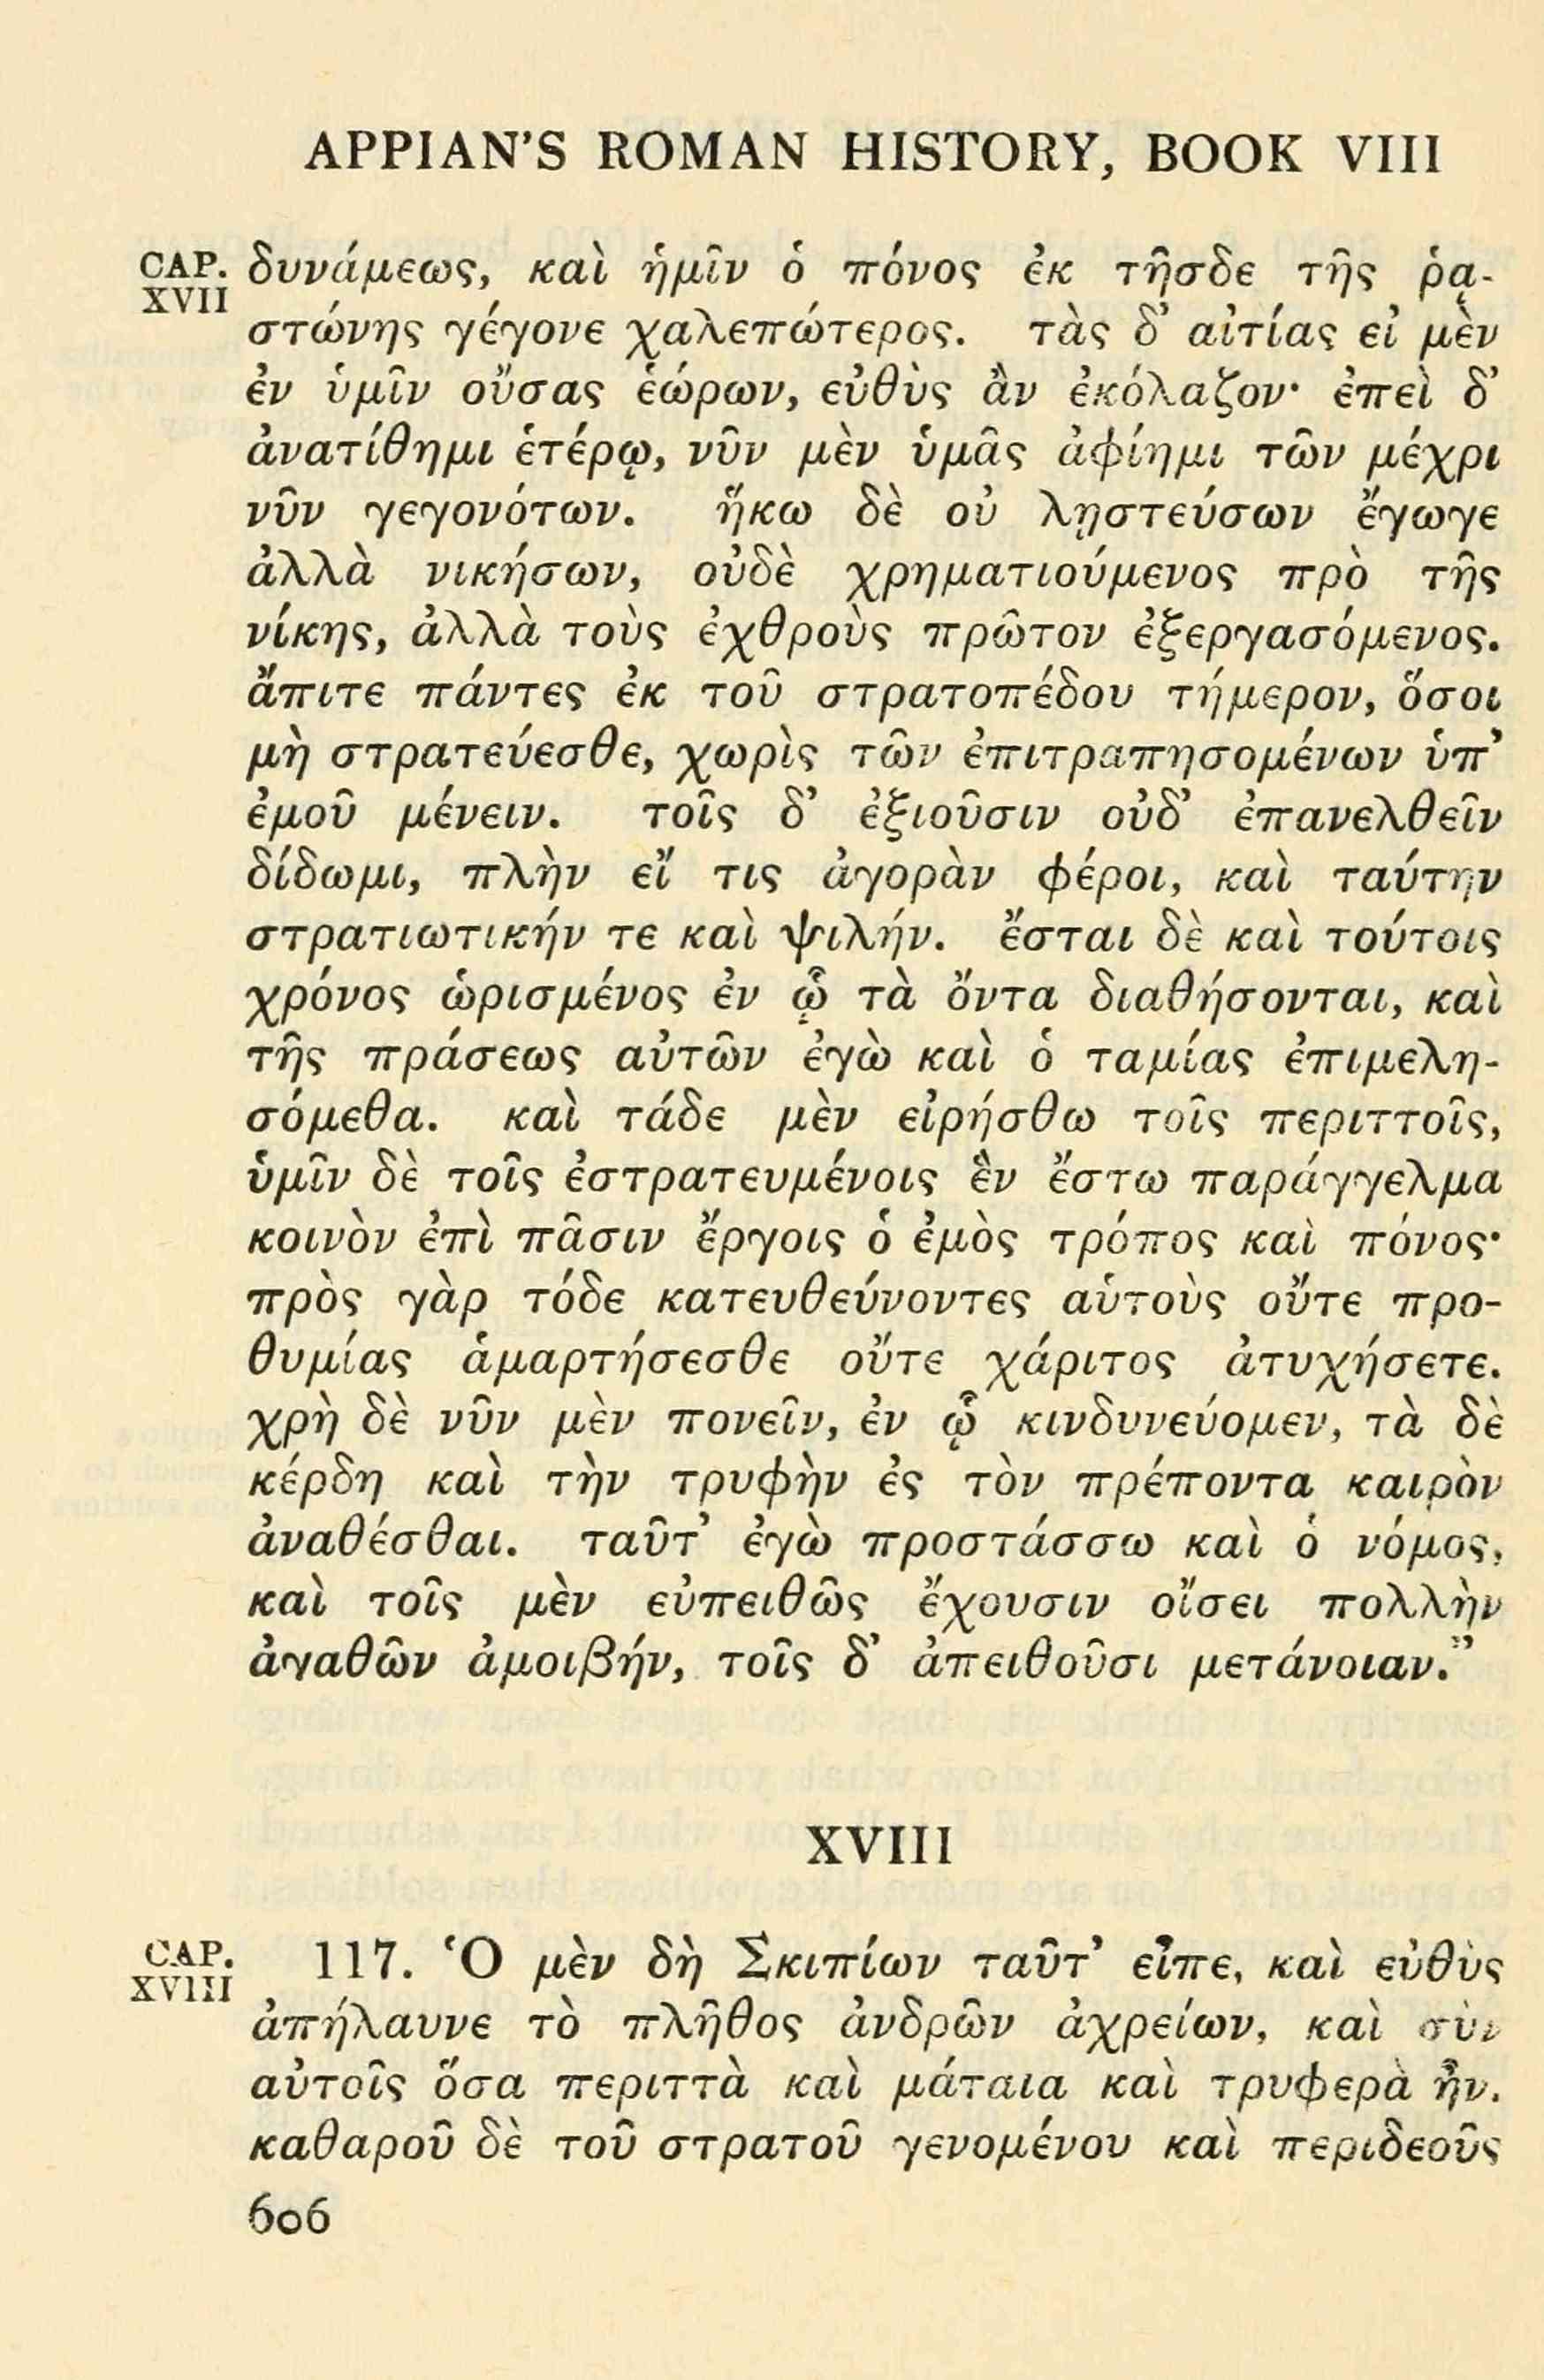 APPIAN'S ROMAN HISTORY, BOOK VIII
CAP. XVII
δυνάμεως, καὶ ἡμῖν ὁ πόνος ἐκ τῆσδε τῆς ῥᾳ-
στώνης γέγονε χαλεπώτερος. τὰς δ' αἰτίας εἰ μὲν
ἐν ὑμῖν οὔσας ἑώρων, εὐθὺς ἂν ἐκόλαζον· ἐπεὶ δ'
ἀνατίθημι ἑτέρῳ, νῦν μὲν ὑμᾶς ἀφίημι τῶν μέχρι
νῦν γεγονότων. ἥκω δὲ οὐ λῃστεύσων ἔγωγε
ἀλλὰ νικήσων, οὐδὲ χρηματιούμενος πρὸ τῆς
νίκης, ἀλλὰ τοὺς ἐχθροὺς πρῶτον ἐξεργασόμενος.
ἄπιτε πάντες ἐκ τοῦ στρατοπέδου τήμερον, ὅσοι
μὴ στρατεύεσθε, χωρὶς τῶν ἐπιτραπησομένων ὑπ'
ἐμοῦ μένειν. τοῖς δ' ἐξιοῦσιν οὐδ' ἐπανελθεῖν
δίδωμι, πλὴν εἴ τις ἀγορὰν φέροι, καὶ ταύτην
στρατιωτικήν τε καὶ ψιλήν. ἔσται δὲ καὶ τούτοις
χρόνος ὡρισμένος ἐν ᾧ τὰ ὄντα διαθήσονται, καὶ
τῆς πράσεως αὐτῶν ἐγὼ καὶ ὁ ταμίας ἐπιμελη-
σόμεθα. καὶ τάδε μὲν εἰρήσθω τοῖς περιττοῖς,
ὑμῖν δὲ τοῖς ἐστρατευμένοις ἓν ἔστω παράγγελμα
κοινὸν ἐπὶ πᾶσιν ἔργοις ὁ ἐμὸς τρόπος καὶ πόνος·
πρὸς γὰρ τόδε κατευθεύνοντες αὑτοὺς οὔτε προ-
θυμίας ἁμαρτήσεσθε οὔτε χάριτος ἀτυχήσετε.
χρὴ δὲ νῦν μὲν πονεῖν, ἐν ᾧ κινδυνεύομεν, τὰ δὲ
κέρδη καὶ τὴν τρυφὴν ἐς τὸν πρέποντα καιρὸν
ἀναθέσθαι. ταῦτ' ἐγὼ προστάσσω καὶ ὁ νόμος,
καὶ τοῖς μὲν εὐπειθῶς ἔχουσιν οἴσει πολλὴν
ἀγαθῶν ἀμοιβήν, τοῖς δ' ἀπειθοῦσι μετάνοιαν."
XVIII
CAP. XVIII
117. Ὁ μὲν δὴ Σκιπίων ταῦτ' εἶπε, καὶ εὐθὺς
ἀπήλαυνε τὸ πλῆθος ἀνδρῶν ἀχρείων, καὶ σὺν
αὐτοῖς ὅσα περιττὰ καὶ μάταια καὶ τρυφερὰ ἦν.
καθαροῦ δὲ τοῦ στρατοῦ γενομένου καὶ περιδεοῦς
606